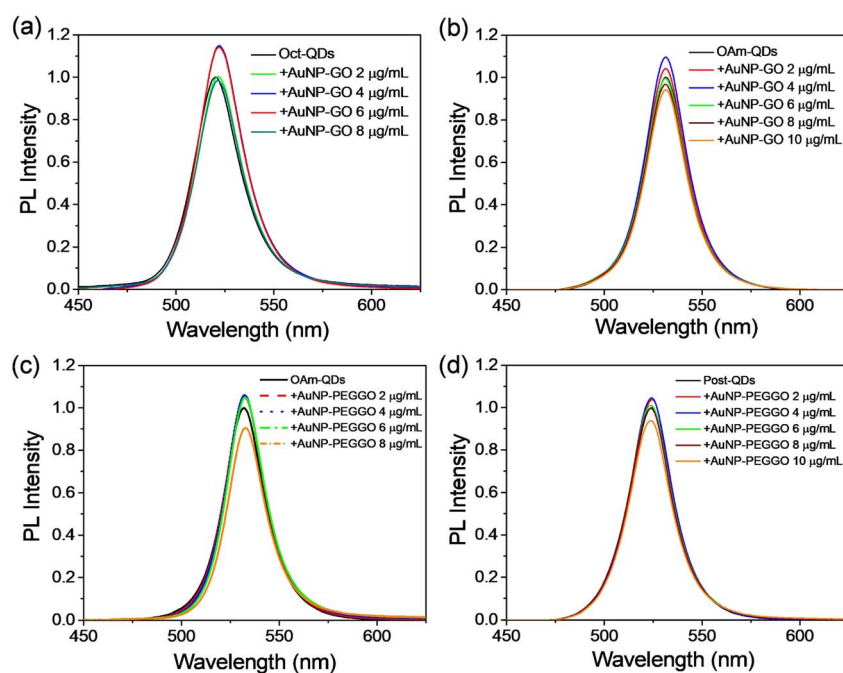 (a)
1.2
1.0
0.8
0.6
0.4
0.2
0.0
PL Intensity
Oct-QDs
+AuNP-GO 2 μg/mL
+AuNP-GO 4 μg/mL
+AuNP-GO 6 μg/mL
+AuNP-GO 8 μg/mL
450 500 550 600
Wavelength (nm)
(b)
1.2
1.0
0.8
0.6
0.4
0.2
0.0
PL Intensity
OAm-QDs
+AuNP-GO 2 μg/mL
+AuNP-GO 4 μg/mL
+AuNP-GO 6 μg/mL
+AuNP-GO 8 μg/mL
+AuNP-GO 10 μg/mL
450 500 550 600
Wavelength (nm)
(c)
1.2
1.0
0.8
0.6
0.4
0.2
0.0
PL Intensity
OAm-QDs
+AuNP-PEGGO 2 μg/mL
+AuNP-PEGGO 4 μg/mL
+AuNP-PEGGO 6 μg/mL
+AuNP-PEGGO 8 μg/mL
450 500 550 600
Wavelength (nm)
(d)
1.2
1.0
0.8
0.6
0.4
0.2
0.0
PL Intensity
Post-QDs
+AuNP-PEGGO 2 μg/mL
+AuNP-PEGGO 4 μg/mL
+AuNP-PEGGO 6 μg/mL
+AuNP-PEGGO 8 μg/mL
+AuNP-PEGGO 10 μg/mL
450 500 550 600
Wavelength (nm)